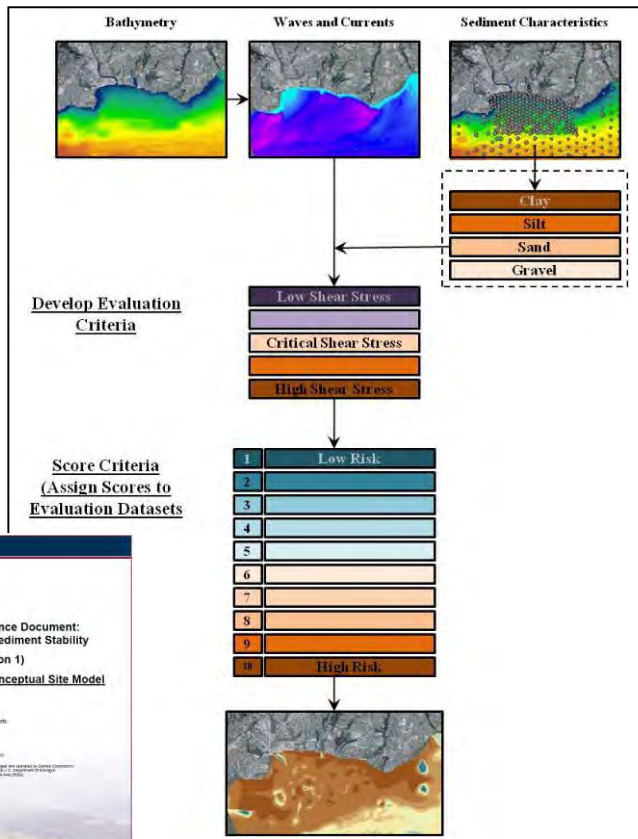 Bathymetry
Waves and Currents
Sediment Characteristics
Clay
Silt
Sand
Gravel
Develop Evaluation
Criteria
Low Shear Stress
Critical Shear Stress
High Shear Stress
Score Criteria
(Assign Scores to
Evaluation Datasets
1 Low Risk
2
3
4
5
6
7
8
9
10 High Risk
nce Document:
ediment Stability
on 1)
nceptual Site Model